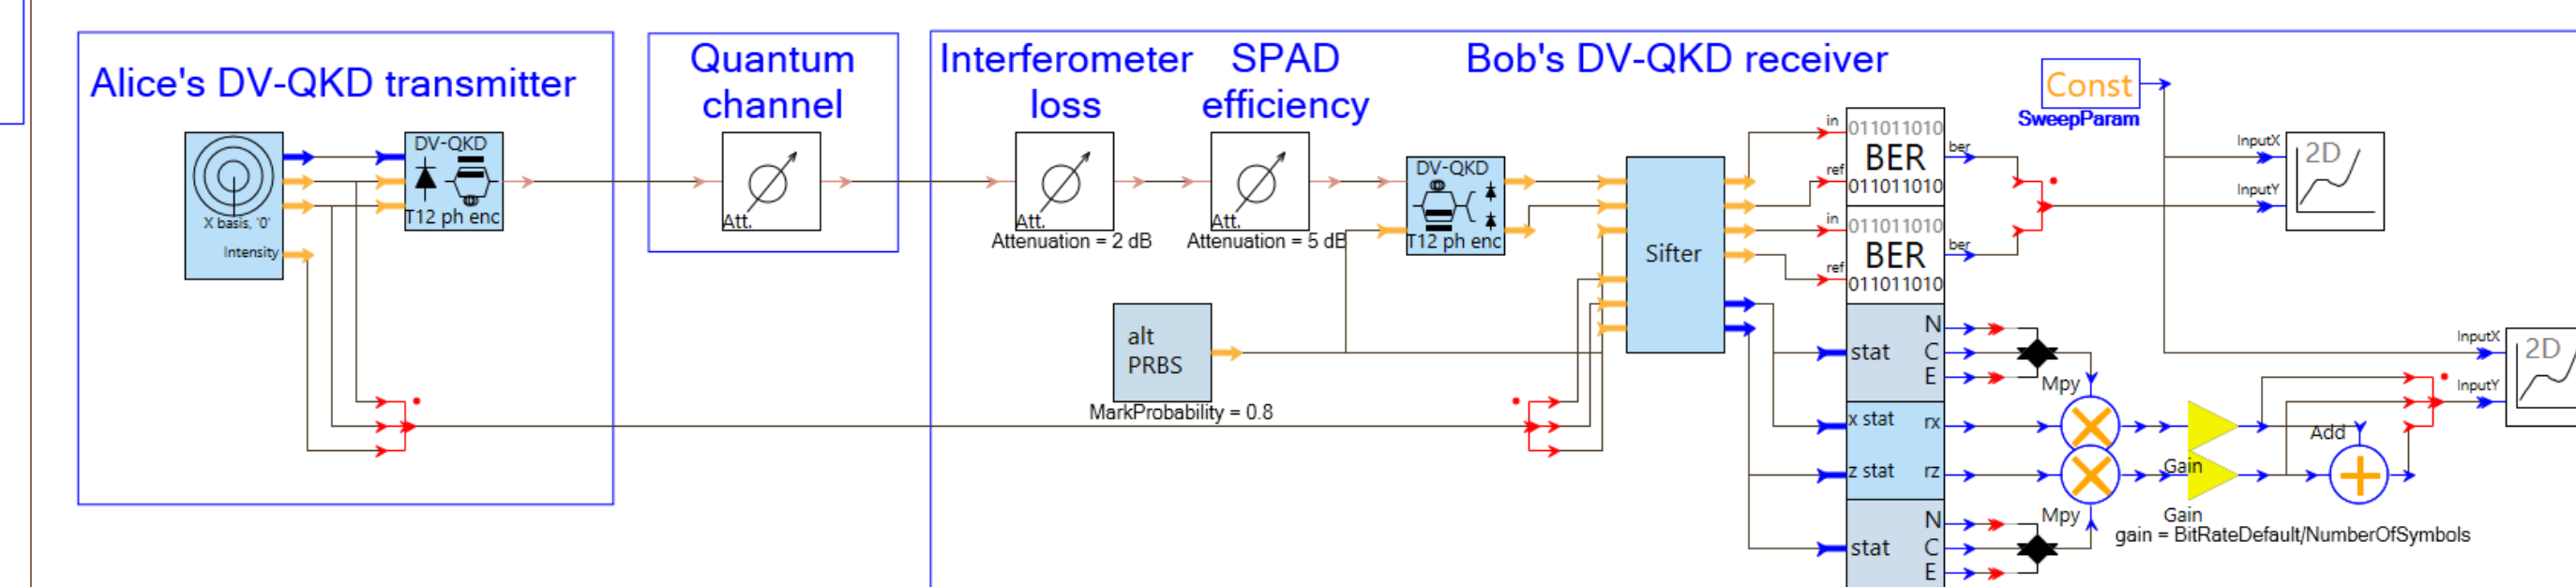 Alice's DV-QKD transmitter
X basis, '0'
Intensity
DV-QKD
T12 ph enc
Quantum
channel
Att.
Interferometer
loss
Att.
Attenuation = 2 dB
SPAD
efficiency
Att.
Attenuation = 5 dB
Bob's DV-QKD receiver
DV-QKD
T12 ph enc
alt
PRBS
MarkProbability = 0.8
Sifter
in
ref
011011010
BER
011011010
ber
in
ref
011011010
BER
011011010
ber
stat
N
C
E
x stat
rx
z stat
rz
stat
N
C
E
Mpy
Mpy
Const
SweepParam
InputX
InputY
2D
Gain
Gain
gain = BitRateDefault/NumberOfSymbols
Add
InputX
InputY
2D